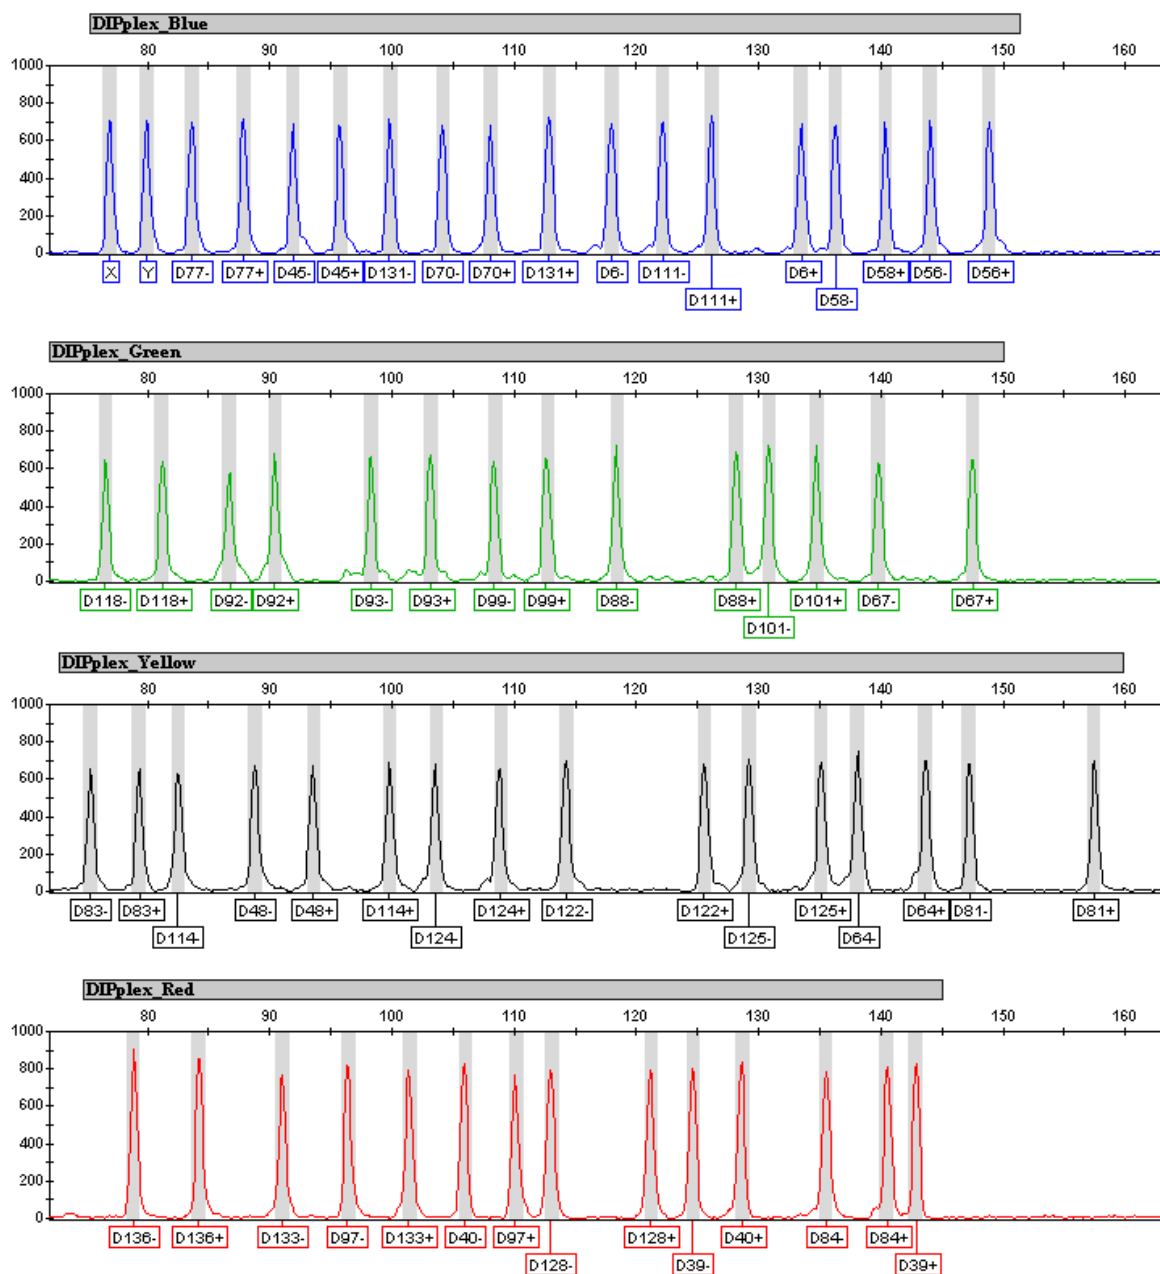 DIPplex_Blue
80 90 100 110 120 130 140 150 160
1000
800
600
400
200
0
X Y D77- D77+ D45- D45+ D131- D70- D70+ D131+ D6- D111- D6+ D58+ D56- D56+
D111+ D58-
DIPplex_Green
80 90 100 110 120 130 140 150 160
1000
800
600
400
200
0
D118- D118+ D92- D92+ D93- D93+ D99- D99+ D88- D88+ D101+ D67- D67+
D101-
DIPplex_Yellow
80 90 100 110 120 130 140 150 160
1000
800
600
400
200
0
D83- D83+ D48- D48+ D114+ D124+ D122- D122+ D125+ D64+ D81- D81+
D114- D124- D125- D64-
DIPplex_Red
80 90 100 110 120 130 140 150 160
1000
800
600
400
200
0
D136- D136+ D133- D97- D133+ D40- D97+ D128+ D40+ D84- D84+
D128- D39- D39+